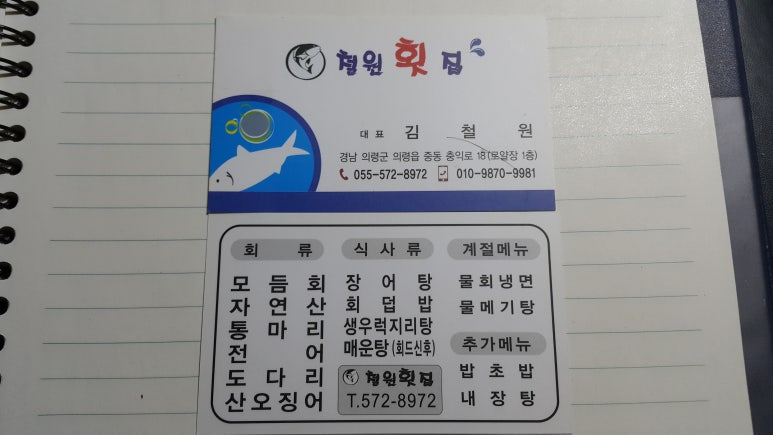 철원 횟집
대표 김 철 원
경남 의령군 의령읍 중동 충익로 18 (로얄장 1층)
055-572-8972 010-9870-9981
회 류
모 듬 회
자 연 산
통 마 리
전 어
도 다 리
산 오 징 어
식 사 류
장 어 탕
회 덥 밥
생우럭지리탕
매운탕 (회드신후)
철원 횟집
T.572-8972
계절메뉴
물회냉면
물메기탕
추가메뉴
밥 초 밥
내 장 탕